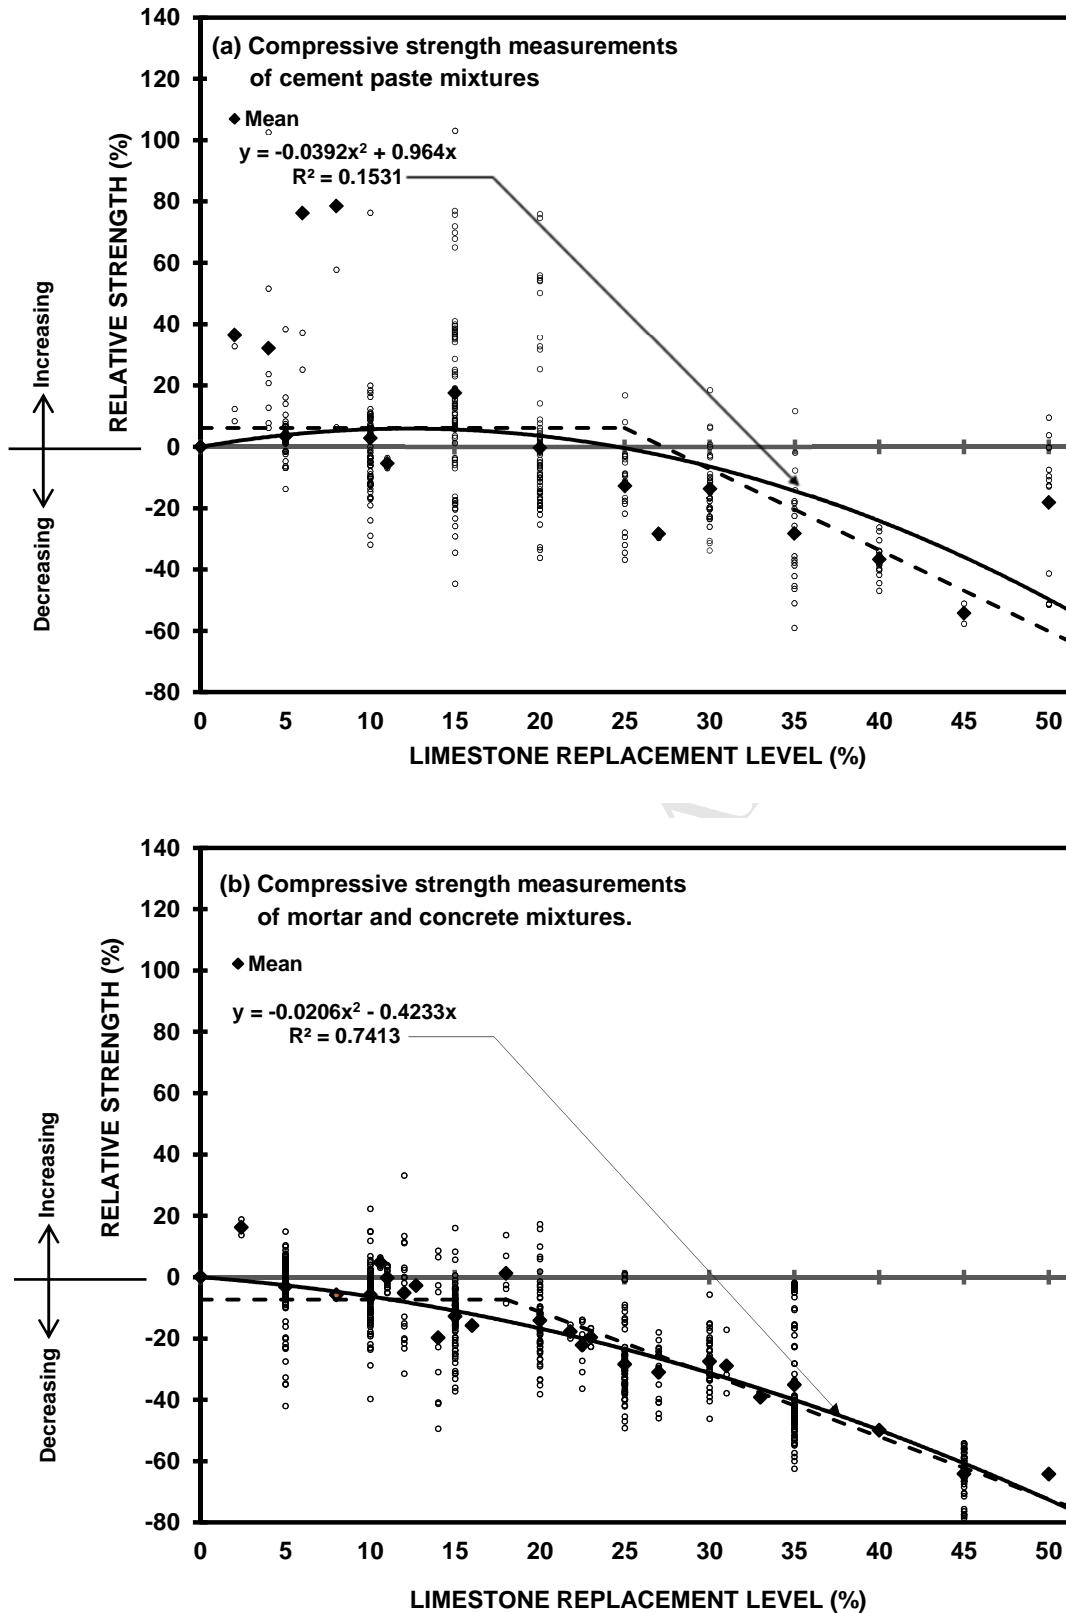 140
120
100
80
60
40
20
0
-20
-40
-60
-80
RELATIVE STRENGTH (%)
Increasing
Decreasing
(a) Compressive strength measurements
of cement paste mixtures
Mean
y = -0.0392x² + 0.964x
R² = 0.1531
0 5 10 15 20 25 30 35 40 45 50
LIMESTONE REPLACEMENT LEVEL (%)
140
120
100
80
60
40
20
0
-20
-40
-60
-80
RELATIVE STRENGTH (%)
Increasing
Decreasing
(b) Compressive strength measurements
of mortar and concrete mixtures.
Mean
y = -0.0206x² - 0.4233x
R² = 0.7413
0 5 10 15 20 25 30 35 40 45 50
LIMESTONE REPLACEMENT LEVEL (%)